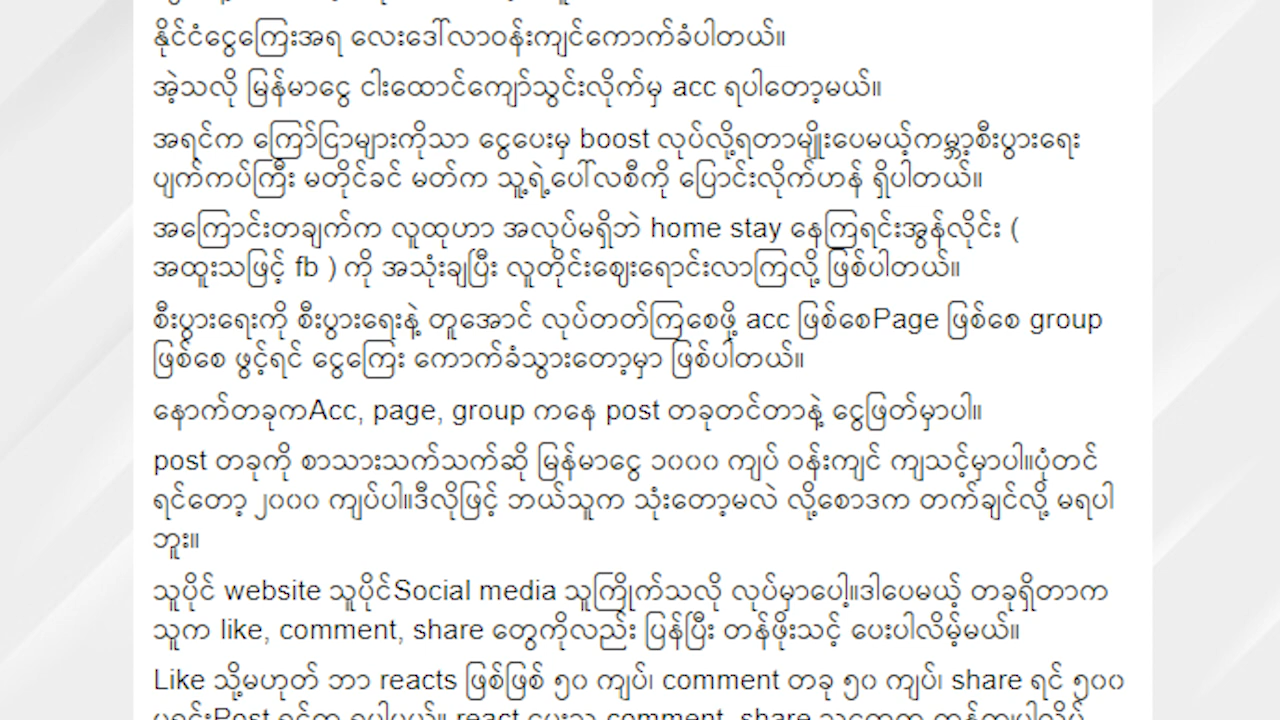 နိုင်ငံငွေကြေးအရ လေးဒေါ်လာဝန်းကျင်ကောက်ခံပါတယ်။
အဲ့သလို မြန်မာငွေ ငါးထောင်ကျော်သွင်းလိုက်မှ acc ရပါတော့မယ်။
အရင်က ကြော်ငြာများကိုသာ ငွေပေးမှ boost လုပ်လို့ရတာမျိုးပေမယ့်ကမ္ဘာ့စီးပွားရေး
ပျက်ကပ်ကြီး မတိုင်ခင် မတ်က သူ့ရဲ့ပေါ်လစီကို ပြောင်းလိုက်ဟန် ရှိပါတယ်။
အကြောင်းတချက်က လူထုဟာ အလုပ်မရှိဘဲ home stay နေကြရင်းအွန်လိုင်း (
အထူးသဖြင့် fb ) ကို အသုံးချပြီး လူတိုင်းဈေးရောင်းလာကြလို့ ဖြစ်ပါတယ်။
စီးပွားရေးကို စီးပွားရေးနဲ့ တူအောင် လုပ်တတ်ကြစေဖို့ acc ဖြစ်စေPage ဖြစ်စေ group
ဖြစ်စေ ဖွင့်ရင် ငွေကြေး ကောက်ခံသွားတော့မှာ ဖြစ်ပါတယ်။
နောက်တခုကAcc, page, group ကနေ post တခုတင်တာနဲ့ ငွေဖြတ်မှာပါ။
post တခုကို စာသားသက်သက်ဆို မြန်မာငွေ ၁၀၀၀ ကျပ် ဝန်းကျင် ကျသင့်မှာပါ။ပုံတင်
ရင်တော့ ၂၀၀၀ ကျပ်ပါ။ဒီလိုဖြင့် ဘယ်သူက သုံးတော့မလဲ လို့စောဒက တက်ချင်လို့ မရပါ
ဘူး။
သူပိုင် website သူပိုင်Social media သူကြိုက်သလို လုပ်မှာပေါ့။ဒါပေမယ့် တခုရှိတာက
သူက like, comment, share တွေကိုလည်း ပြန်ပြီး တန်ဖိုးသင့် ပေးပါလိမ့်မယ်။
Like သို့မဟုတ် ဘာ reacts ဖြစ်ဖြစ် ၅၀ ကျပ်၊ comment တခု ၅၀ ကျပ်၊ share ရင် ၅၀၀